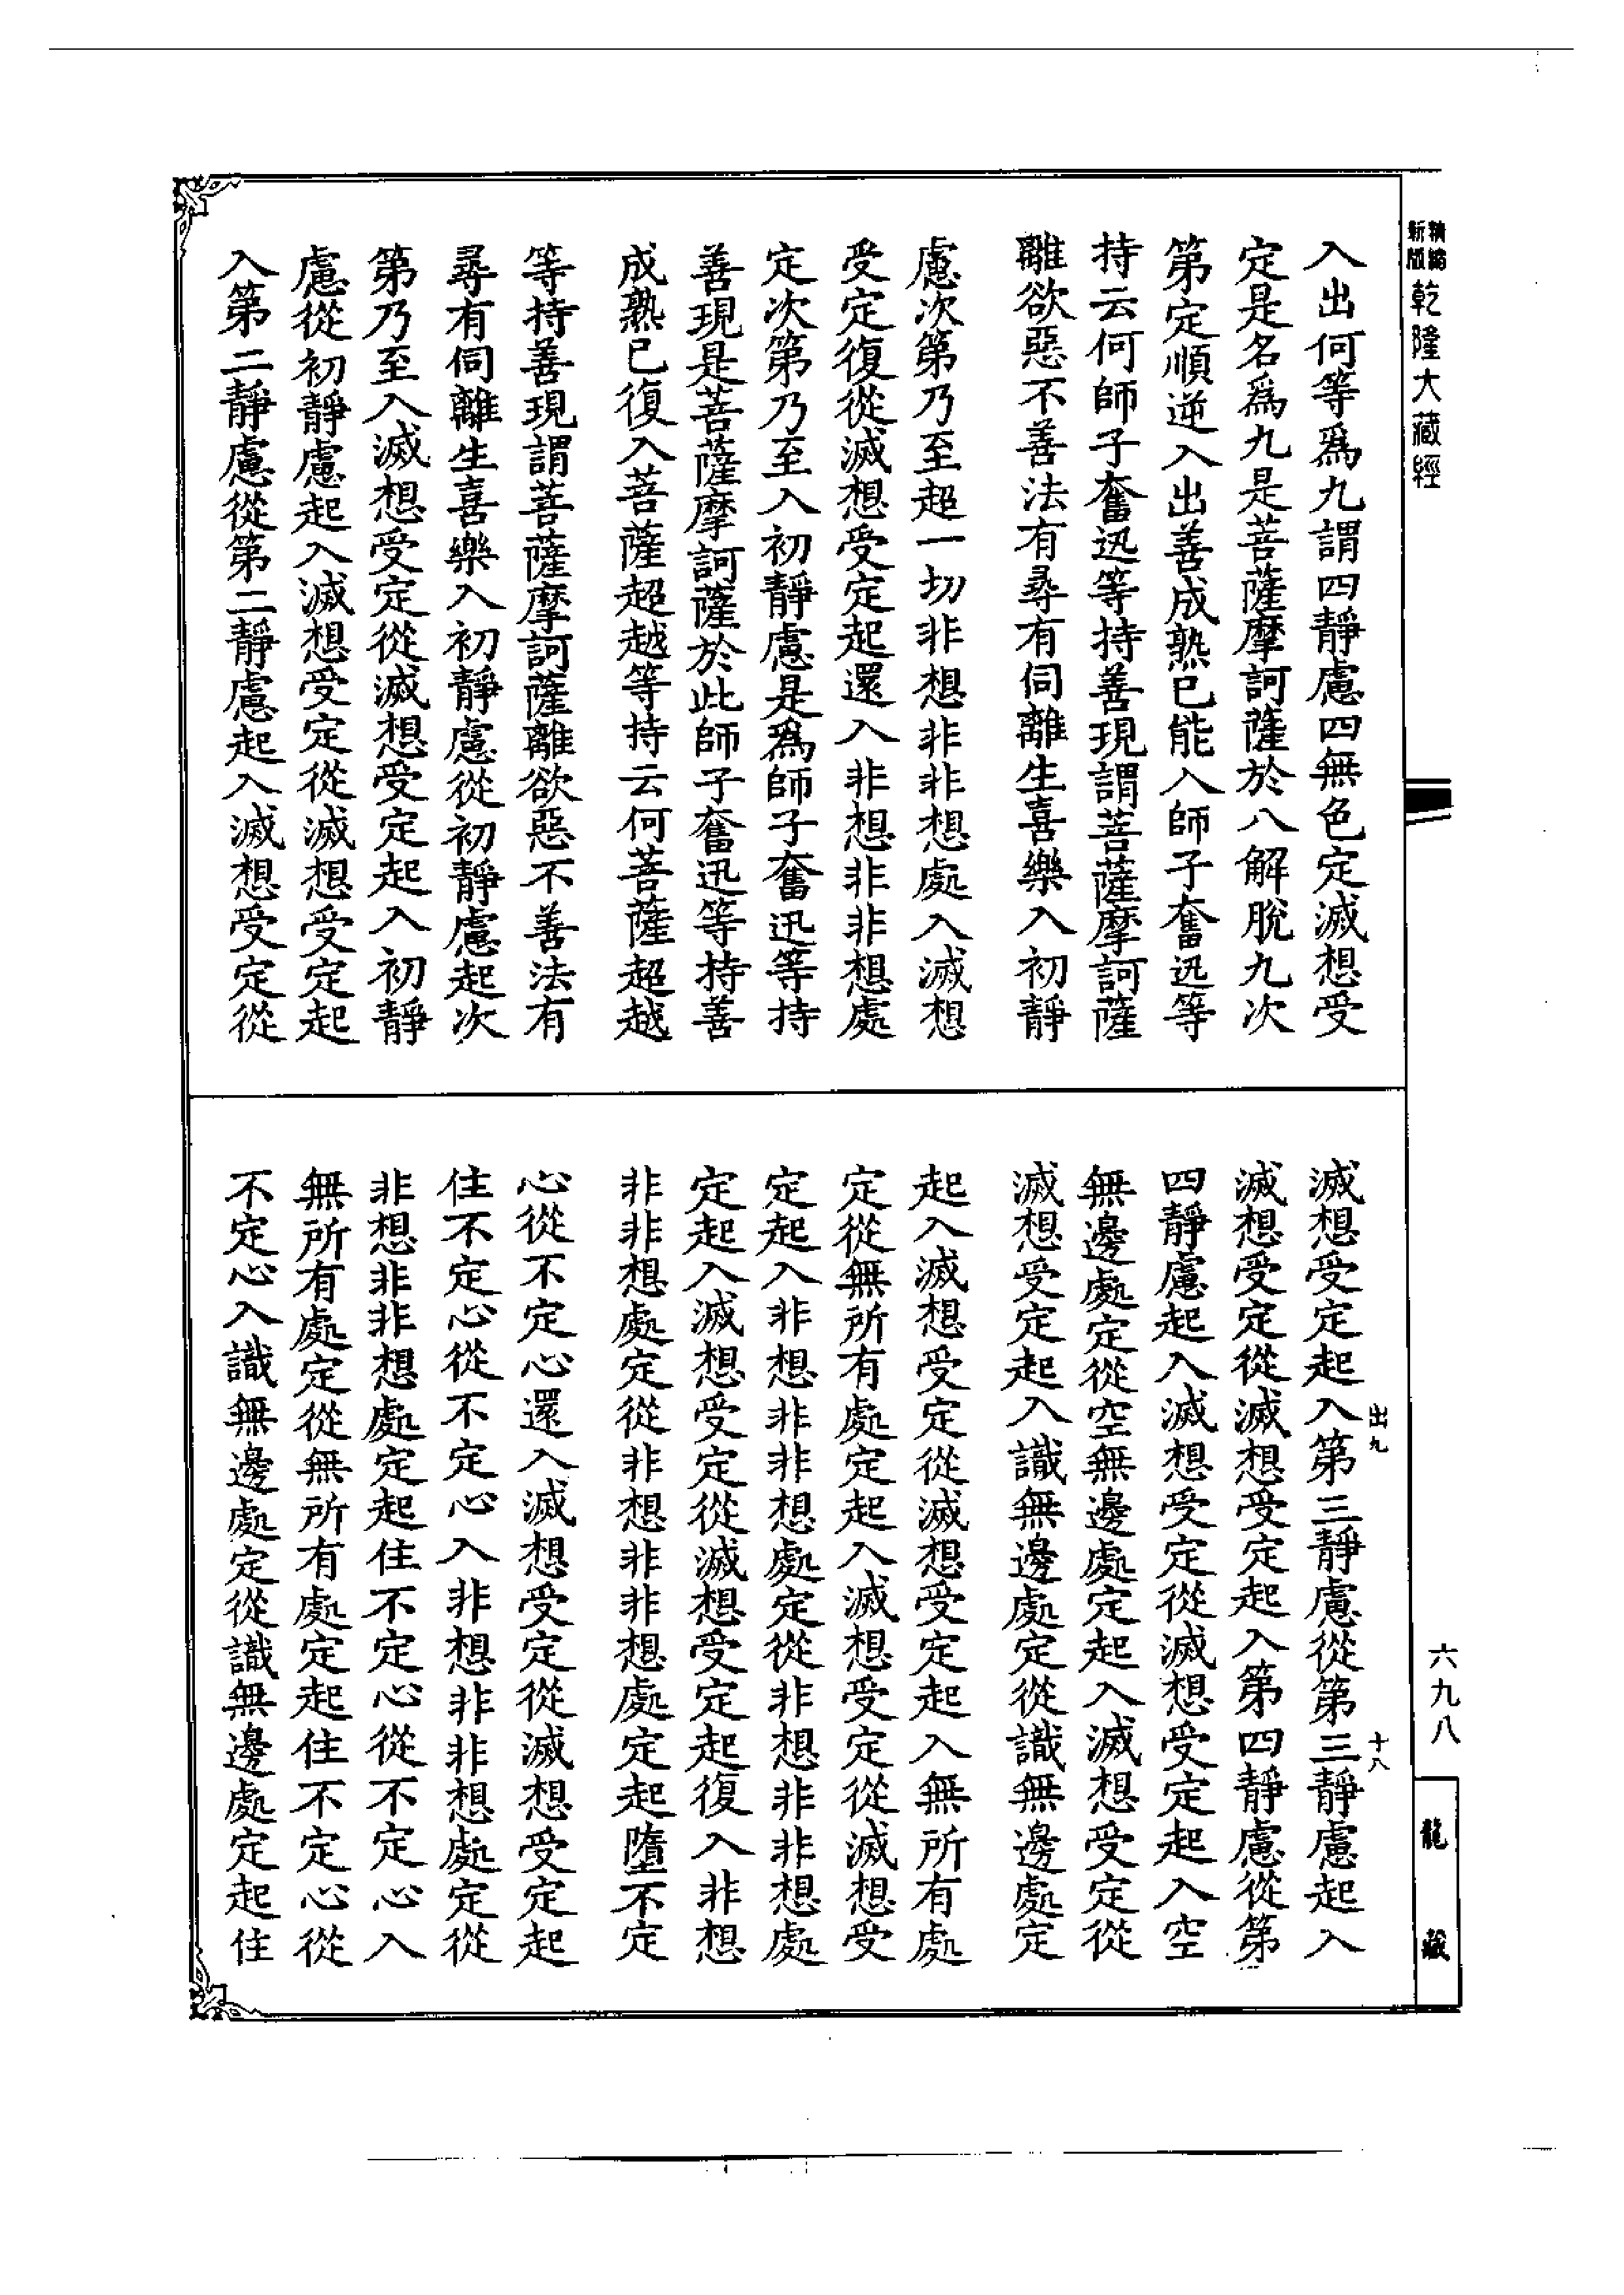 精縮
新版
乾隆大藏經
入出何等爲九謂四靜慮四無色定滅想受
定是名爲九是菩薩摩訶薩於八解脫九次
第定順逆入出善成熟已能入師子奮迅等
持云何師子奮迅等持善現謂菩薩摩訶薩
離欲惡不善法有尋有伺離生喜樂入初靜
慮次第乃至超一切非想非非想處入滅想
受定復從滅想受定起還入非想非非想處
定次第乃至入初靜慮是爲師子奮迅等持
善現是菩薩摩訶薩於此師子奮迅等持善
成熟已復入菩薩超越等持云何菩薩超越
等持善現謂菩薩摩訶薩離欲惡不善法有
尋有伺離生喜樂入初靜慮從初靜慮起次
第乃至入滅想受定從滅想受定起入初靜
慮從初靜慮起入滅想受定從滅想受定起
入第二靜慮從第二靜慮起入滅想受定從
滅想受定起入第三靜慮從第三靜慮起入
滅想受定從滅想受定起入第四靜慮從第
四靜慮起入滅想受定從滅想受定起入空
無邊處定從空無邊處定起入滅想受定從
滅想受定起入識無邊處定從識無邊處定
起入滅想受定從滅想受定起入無所有處
定從無所有處定起入滅想受定從滅想受
定起入非想非非想處定從非想非非想處
定起入滅想受定從滅想受定起復入非想
非非想處定從非想非非想處定起墮不定
心從不定心還入滅想受定從滅想受定起
住不定心從不定心入非想非非想處定從
非想非非想處定起住不定心從不定心入
無所有處定從無所有處定起住不定心從
不定心入識無邊處定從識無邊處定起住
出九
十八
六九八
龍藏